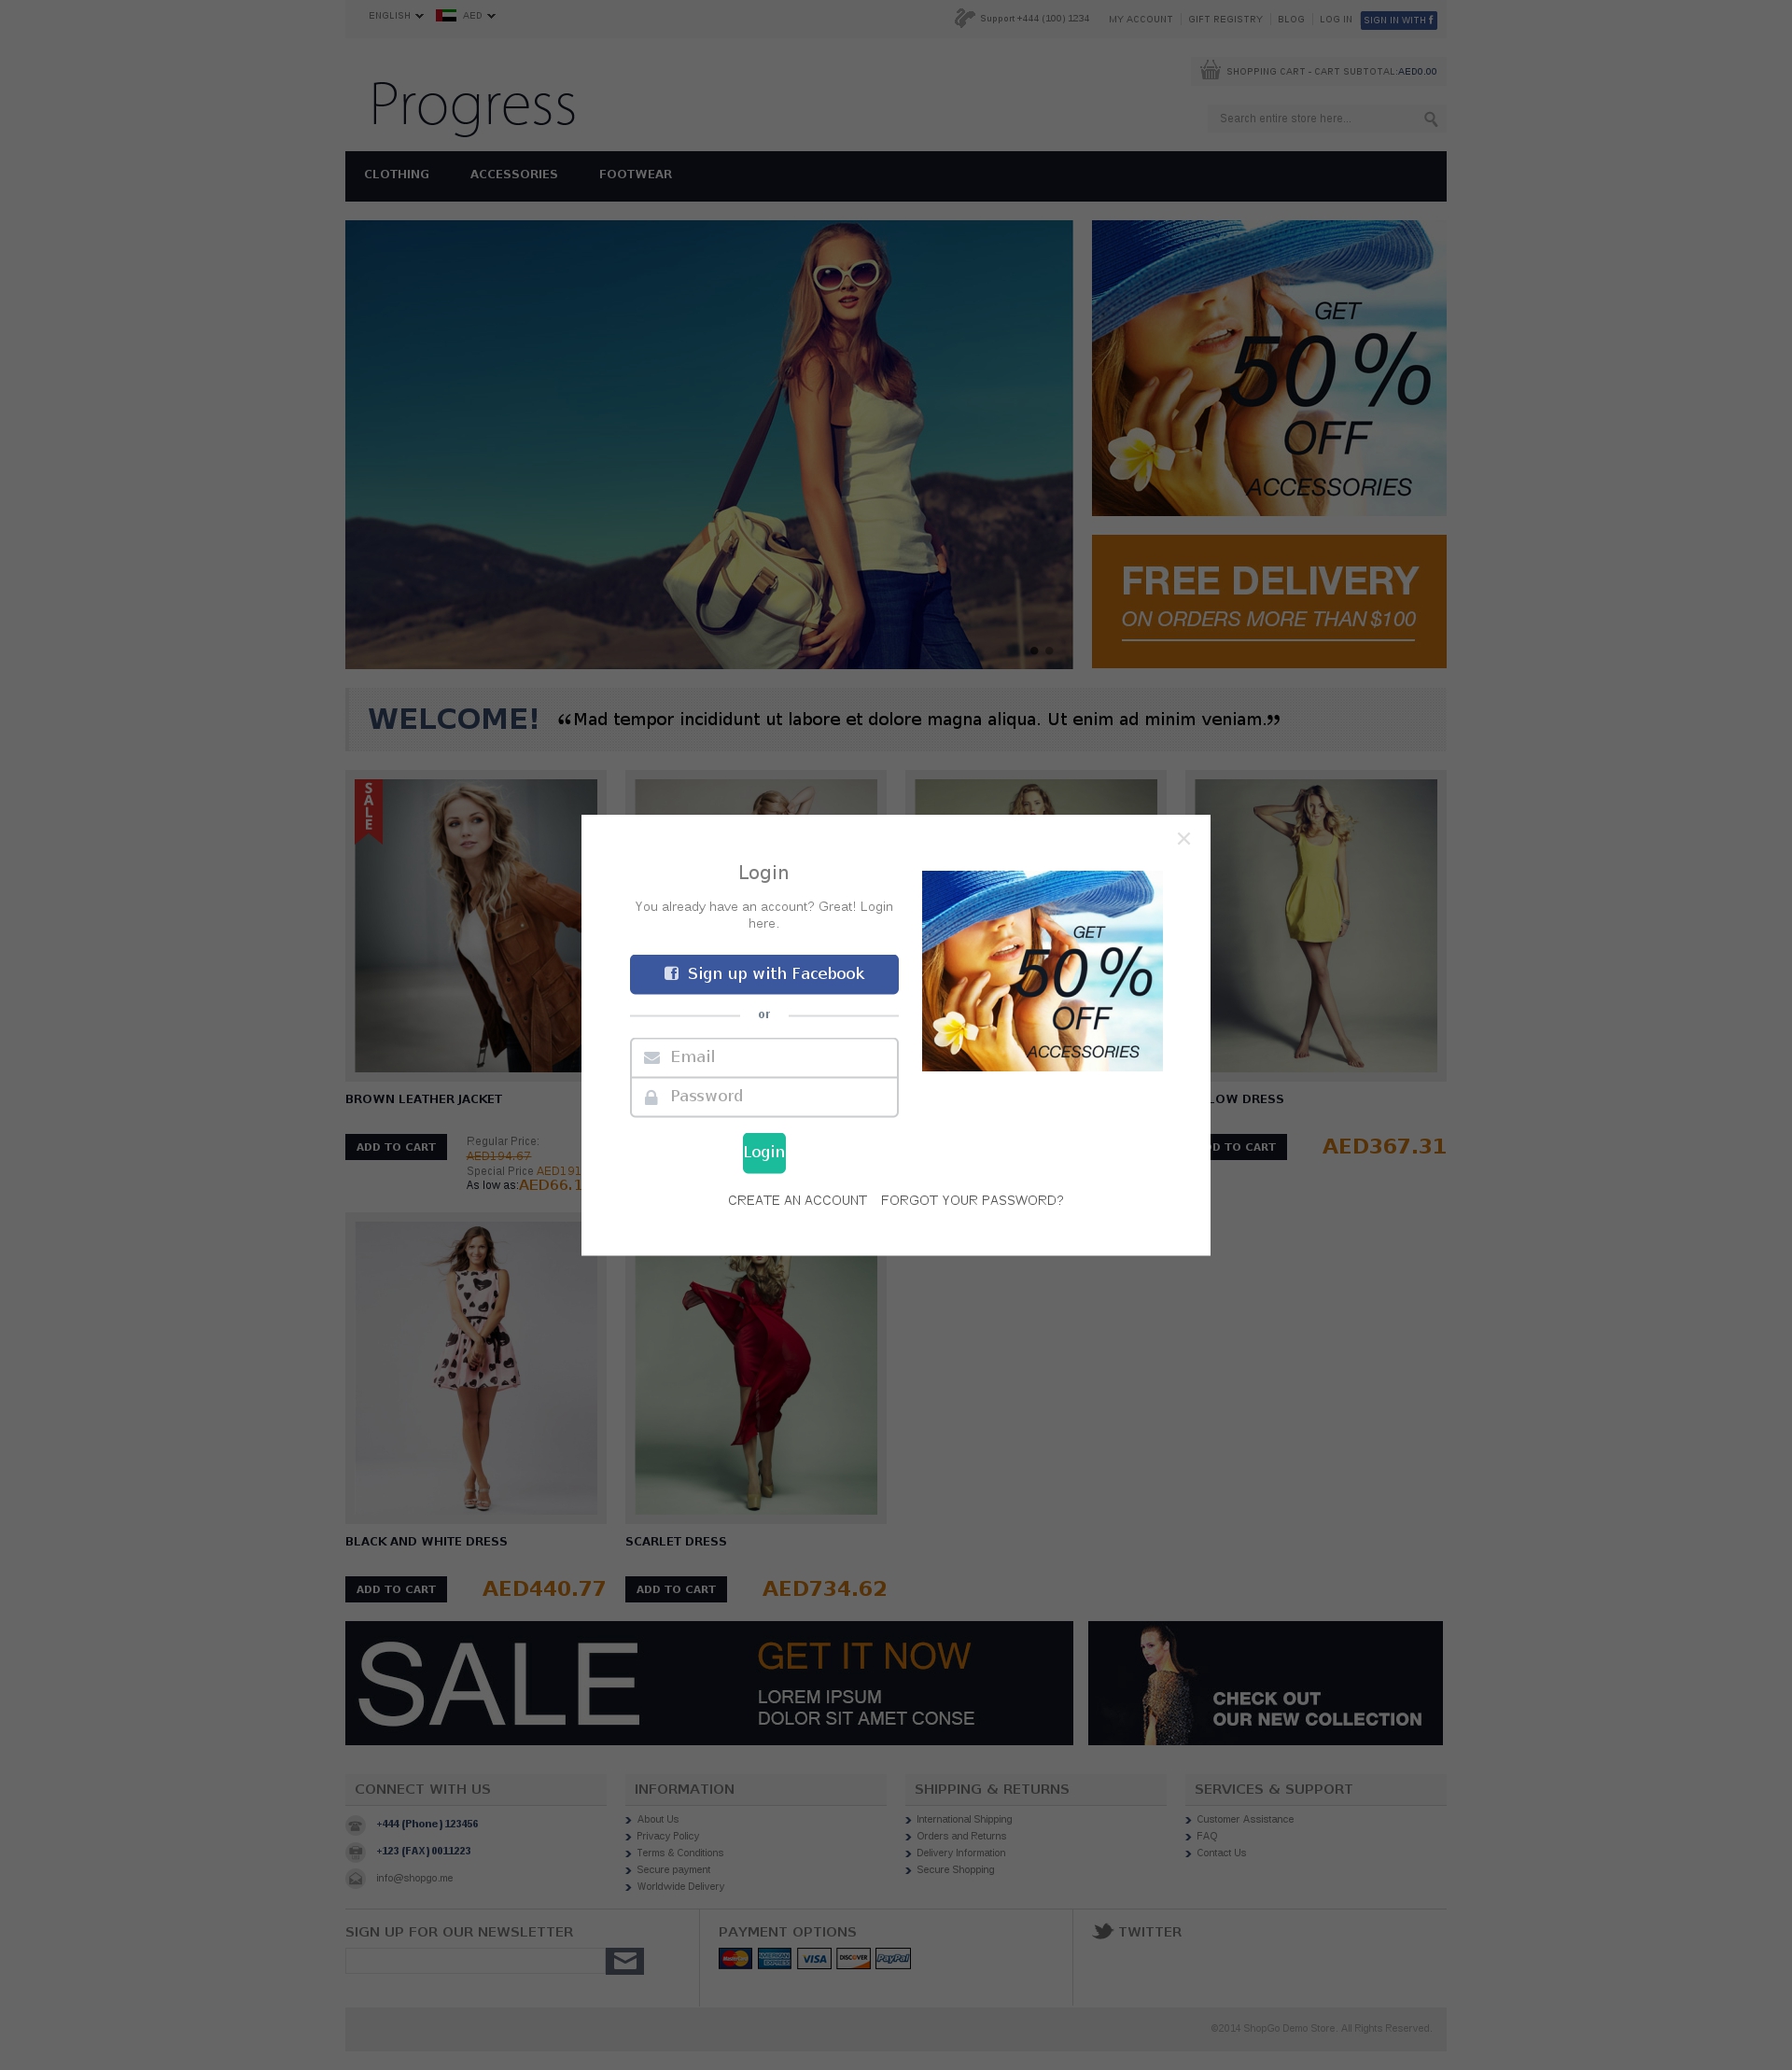 ENGLISH AED Support +444 (100) 1234 MY ACCOUNT GIFT REGISTRY BLOG LOG IN SIGN IN WITH f
SHOPPING CART - CART SUBTOTAL:AED0.00
Progress
Search entire store here...
CLOTHING ACCESSORIES FOOTWEAR
GET
50%
OFF
ACCESSORIES
FREE DELIVERY
ON ORDERS MORE THAN $100
WELCOME! “Mad tempor incididunt ut labore et dolore magna aliqua. Ut enim ad minim veniam.”
SALE
Login
You already have an account? Great! Login
here.
Sign up with Facebook
or
Email
Password
Login
CREATE AN ACCOUNT FORGOT YOUR PASSWORD?
GET
50%
OFF
ACCESSORIES
BROWN LEATHER JACKET
LOW DRESS
ADD TO CART
Regular Price:
AED194.67
Special Price AED191
As low as:AED66.1
D TO CART AED367.31
BLACK AND WHITE DRESS
SCARLET DRESS
ADD TO CART AED440.77
ADD TO CART AED734.62
SALE
GET IT NOW
LOREM IPSUM
DOLOR SIT AMET CONSE
CHECK OUT
OUR NEW COLLECTION
CONNECT WITH US
+444 (Phone) 123456
+123 (FAX) 0011223
info@shopgo.me
INFORMATION
About Us
Privacy Policy
Terms & Conditions
Secure payment
Worldwide Delivery
SHIPPING & RETURNS
International Shipping
Orders and Returns
Delivery Information
Secure Shopping
SERVICES & SUPPORT
Customer Assistance
FAQ
Contact Us
SIGN UP FOR OUR NEWSLETTER
PAYMENT OPTIONS
MasterCard AMERICAN EXPRESS VISA DISCOVER PayPal
TWITTER
©2014 ShopGo Demo Store. All Rights Reserved.